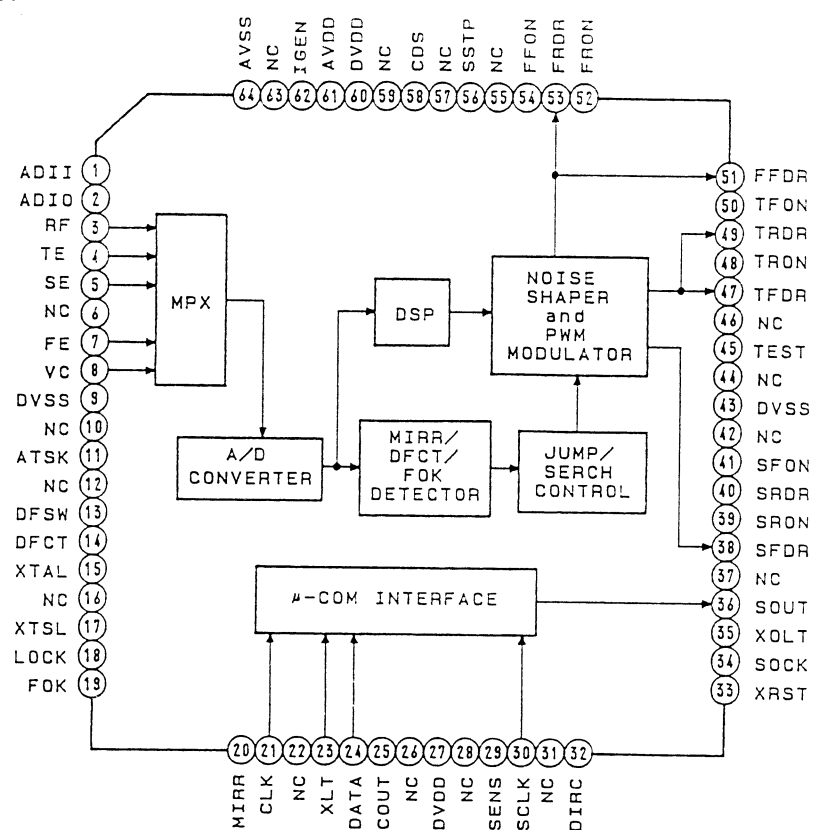 AVSS
NC
IGEN
AVDD
DVDD
NC
CDS
NC
SSTP
NC
FFON
FRDR
FRON
64
63
62
61
60
59
58
57
56
55
54
53
52
ADII 1
ADIO 2
RF 3
TE 4
SE 5
NC 6
FE 7
VC 8
DVSS 9
NC 10
ATSK 11
NC 12
DFSW 13
DFCT 14
XTAL 15
NC 16
XTSL 17
LOCK 18
FOK 19
MPX
A/D
CONVERTER
DSP
MIRR/
DFCT/
FOK
DETECTOR
NOISE
SHAPER
and
PWM
MODULATOR
JUMP/
SERCH
CONTROL
μ-COM INTERFACE
51 FFDR
50 TFON
49 TRDR
48 TRON
47 TFDR
46 NC
45 TEST
44 NC
43 DVSS
42 NC
41 SFON
40 SRDR
39 SRON
38 SFDR
37 NC
36 SOUT
35 XOLT
34 SOCK
33 XRST
20
21
22
23
24
25
26
27
28
29
30
31
32
MIRR
CLK
NC
XLT
DATA
COUT
NC
DVDD
NC
SENS
SCLK
NC
DIRC